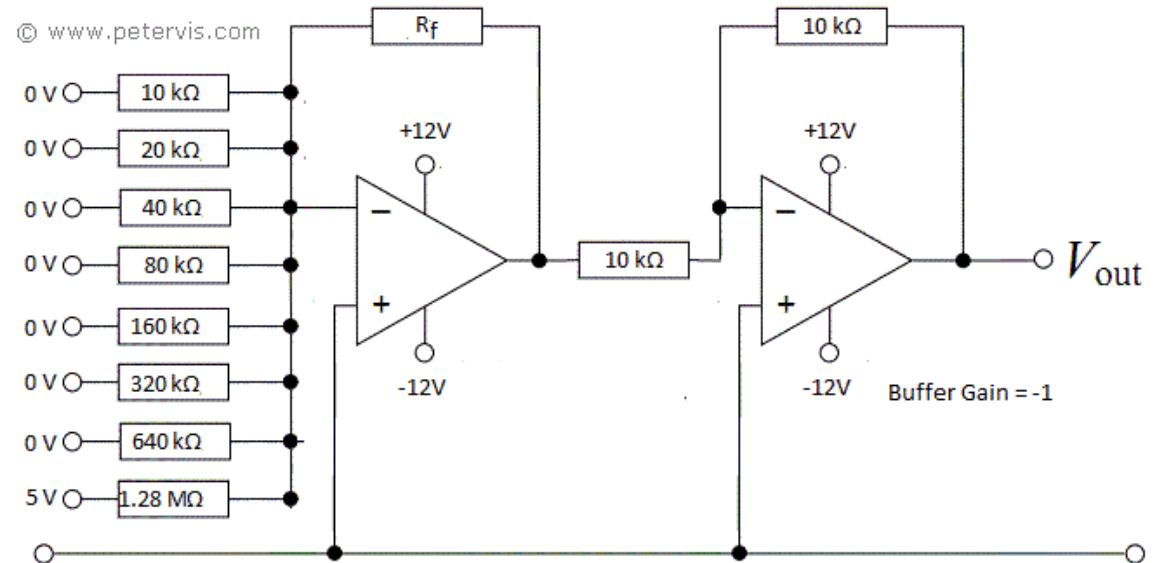 © www.petervis.com
Rf
10 kΩ
0 V 10 kΩ
0 V 20 kΩ
+12V
+12V
0 V 40 kΩ
−
−
0 V 80 kΩ
10 kΩ
Vout
0 V 160 kΩ
+
+
0 V 320 kΩ
-12V
-12V
Buffer Gain = -1
0 V 640 kΩ
5 V 1.28 MΩ